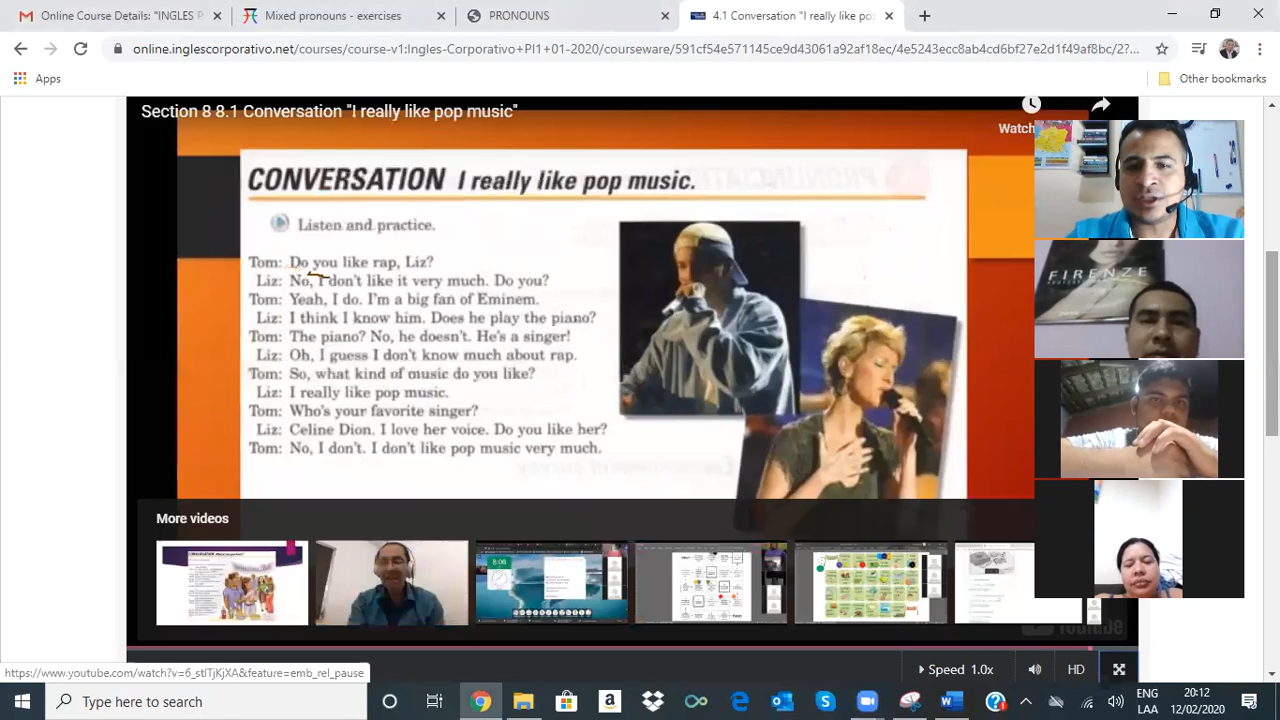 Online Course Details: "INGLES P
Mixed pronouns - exercises
PRONOUNS
4.1 Conversation "I really like po
online.inglescorporativo.net/courses/course-v1:Ingles-Corporativo+PI1+01-2020/courseware/591cf54e571145ce9d43061a92af18ec/4e5243ecc8ab4cd6bf27e2d1f49af8bc/2?...
Apps
Other bookmarks
Section 8 8.1 Conversation "I really like pop music"
Watch
CONVERSATION I really like pop music.
Listen and practice.
Tom: Do you like rap, Liz?
Liz: No, I don't like it very much. Do you?
Tom: Yeah, I do. I'm a big fan of Eminem.
Liz: I think I know him. Does he play the piano?
Tom: The piano? No, he doesn't. He's a singer!
Liz: Oh, I guess I don't know much about rap.
Tom: So, what kind of music do you like?
Liz: I really like pop music.
Tom: Who's your favorite singer?
Liz: Celine Dion. I love her voice. Do you like her?
Tom: No, I don't. I don't like pop music very much.
FIRENZE
More videos
8:00
YouTube
Speed 1.0x
HD
https://www.youtube.com/watch?v=6_stlTjKjXA&feature=emb_rel_pause
Type here to search
ENG
LAA
20:12
12/02/2020